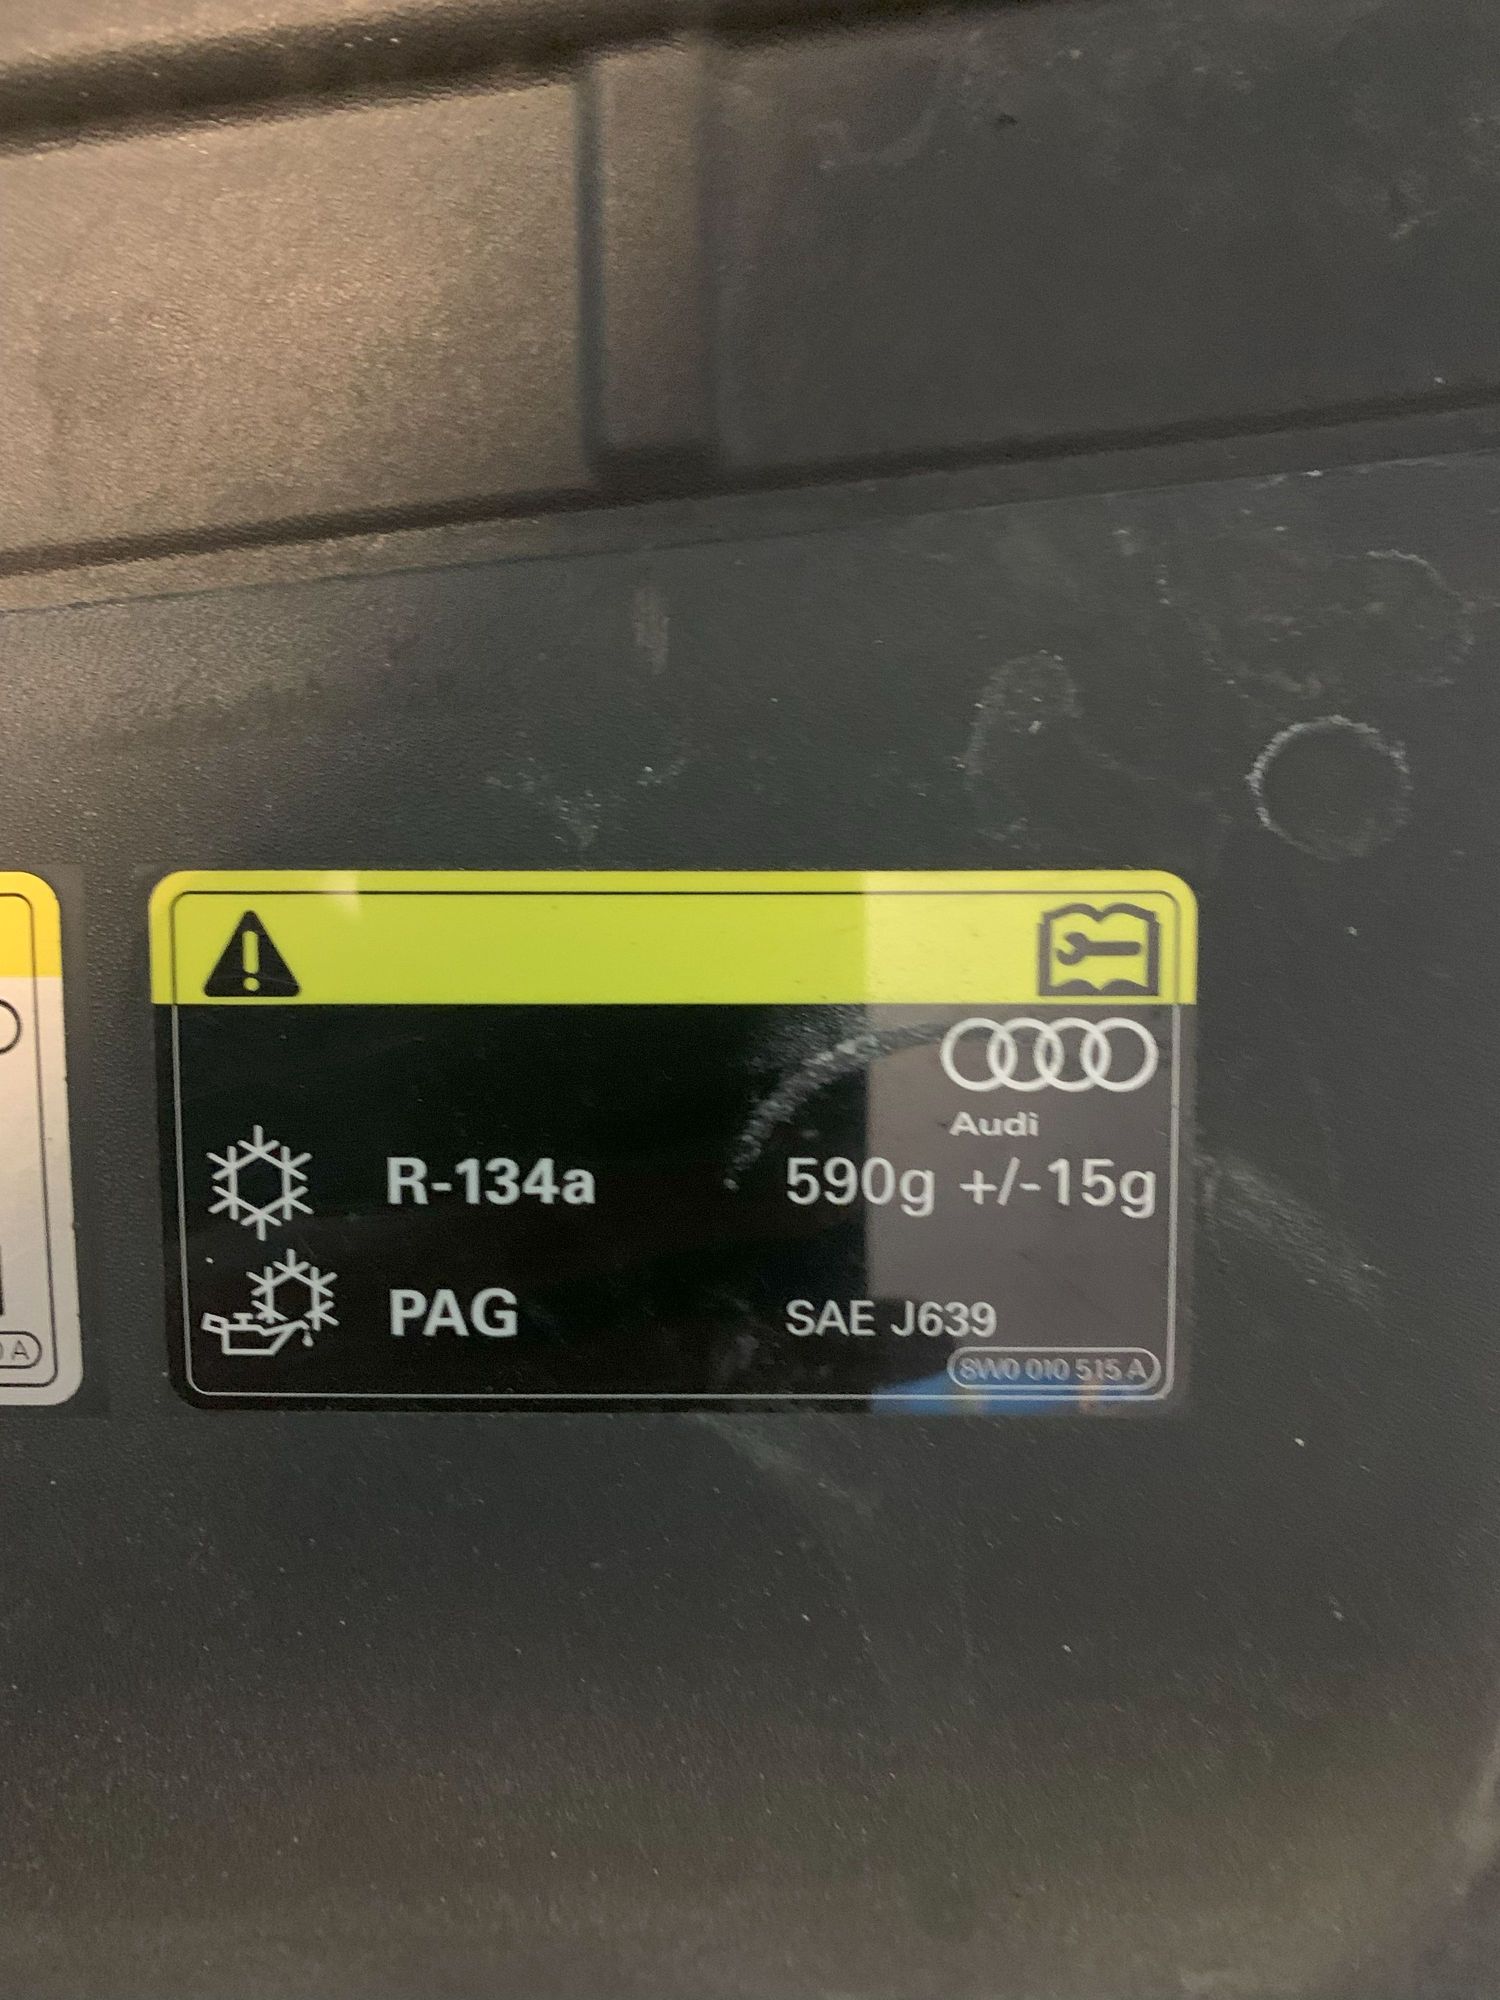 Audi
R-134a 590g +/-15g
PAG SAE J639
8W0 010 515 A
A